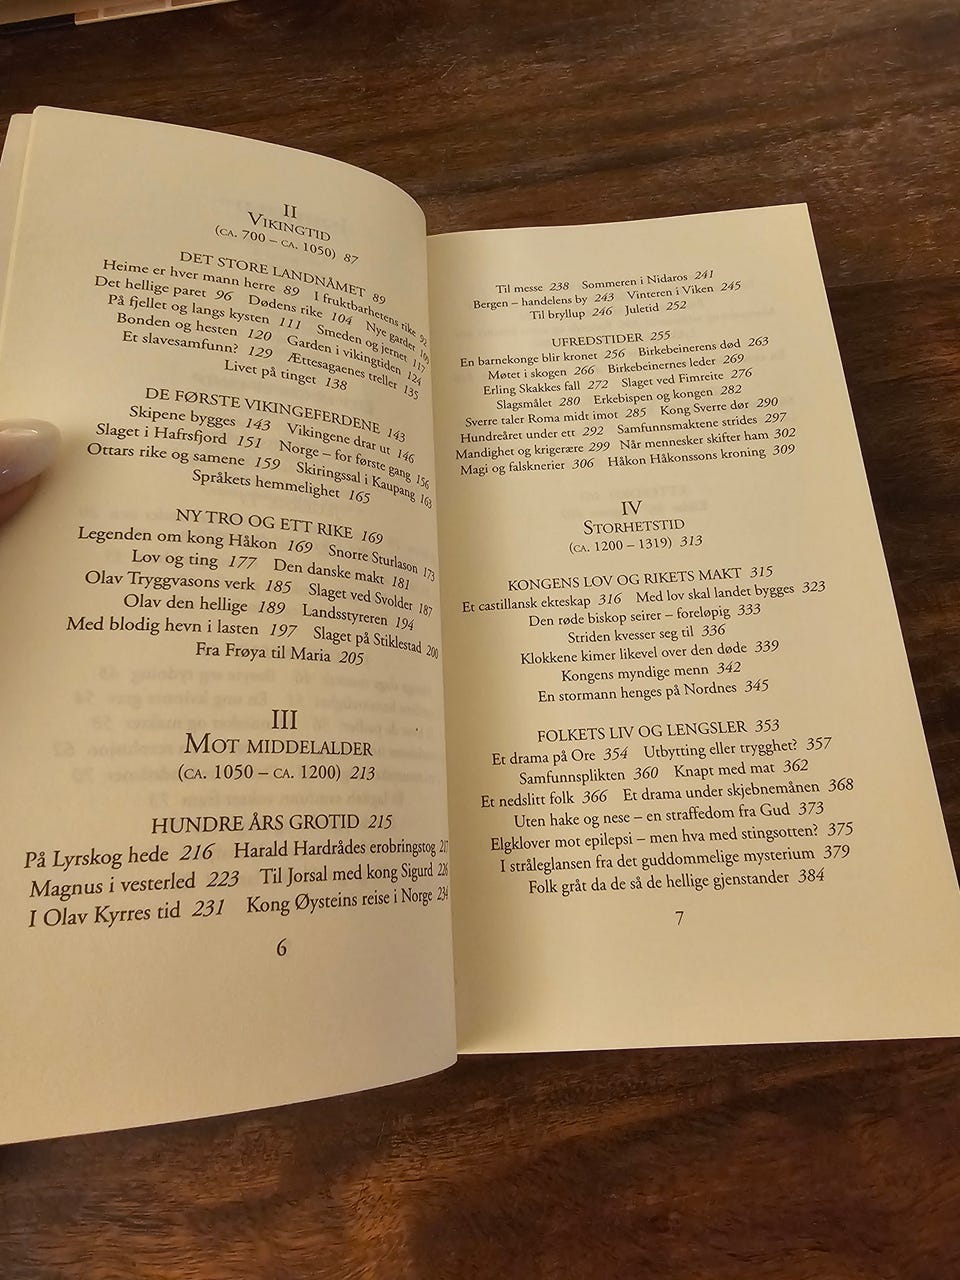 II
VIKINGTID
(CA. 700 – CA. 1050) 87
DET STORE LANDNÅMET 89
Heime er hver mann herre 89 I fruktbarhetens rike 92
Det hellige paret 96 Dødens rike 104 Nye garder
På fjellet og langs kysten 111 Smeden og jernet 117
Bonden og hesten 120 Garden i vikingtiden 124
Et slavesamfunn? 129 Ættesagaenes treller 135
Livet på tinget 138
DE FØRSTE VIKINGEFERDENE 143
Skipene bygges 143 Vikingene drar ut 146
Slaget i Hafrsfjord 151 Norge – for første gang 156
Ottars rike og samene 159 Skiringssal i Kaupang 163
Språkets hemmelighet 165
NY TRO OG ETT RIKE 169
Legenden om kong Håkon 169 Snorre Sturlason 173
Lov og ting 177 Den danske makt 181
Olav Tryggvasons verk 185 Slaget ved Svolder 187
Olav den hellige 189 Landsstyreren 194
Med blodig hevn i lasten 197 Slaget på Stiklestad 200
Fra Frøya til Maria 205
III
MOT MIDDELALDER
(CA. 1050 – CA. 1200) 213
HUNDRE ÅRS GROTID 215
På Lyrskog hede 216 Harald Hardrådes erobringstog 217
Magnus i vesterled 223 Til Jorsal med kong Sigurd 226
I Olav Kyrres tid 231 Kong Øysteins reise i Norge 234
6
Til messe 238 Sommeren i Nidaros 241
Bergen – handelens by 243 Vinteren i Viken 245
Til bryllup 246 Juletid 252
UFREDSTIDER 255
En barnekonge blir kronet 256 Birkebeinerens død 263
Møtet i skogen 266 Birkebeinernes leder 269
Erling Skakkes fall 272 Slaget ved Fimreite 276
Slagsmålet 280 Erkebispen og kongen 282
Sverre taler Roma midt imot 285 Kong Sverre dør 290
Hundreåret under ett 292 Samfunnsmaktene strides 297
Mandighet og krigerære 299 Når mennesker skifter ham 302
Magi og falsknerier 306 Håkon Håkonssons kroning 309
IV
STORHETSTID
(CA. 1200 – 1319) 313
KONGENS LOV OG RIKETS MAKT 315
Et castillansk ekteskap 316 Med lov skal landet bygges 323
Den røde biskop seirer – foreløpig 333
Striden kvesser seg til 336
Klokkene kimer likevel over den døde 339
Kongens myndige menn 342
En stormann henges på Nordnes 345
FOLKETS LIV OG LENGSLER 353
Et drama på Ore 354 Utbytting eller trygghet? 357
Samfunnsplikten 360 Knapt med mat 362
Et nedslitt folk 366 Et drama under skjebnemånen 368
Uten hake og nese – en straffedom fra Gud 373
Elgklover mot epilepsi – men hva med stingsotten? 375
I stråleglansen fra det guddommelige mysterium 379
Folk gråt da de så de hellige gjenstander 384
7